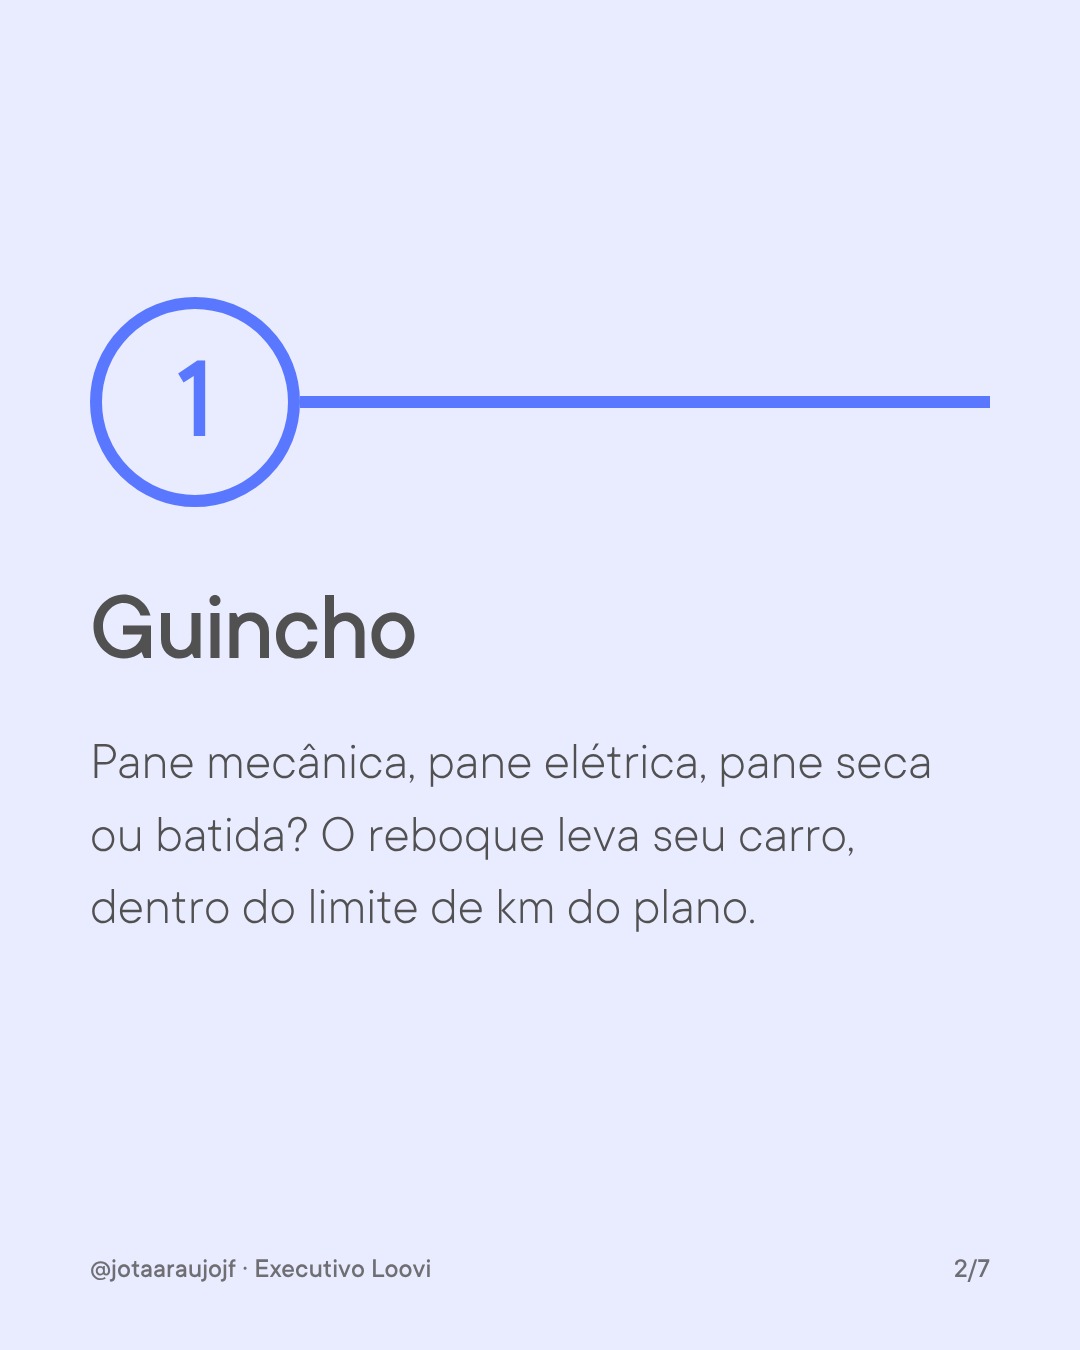 1
Guincho
Pane mecânica, pane elétrica, pane seca
ou batida? O reboque leva seu carro,
dentro do limite de km do plano.
@jotaaraujojf · Executivo Loovi
2/7